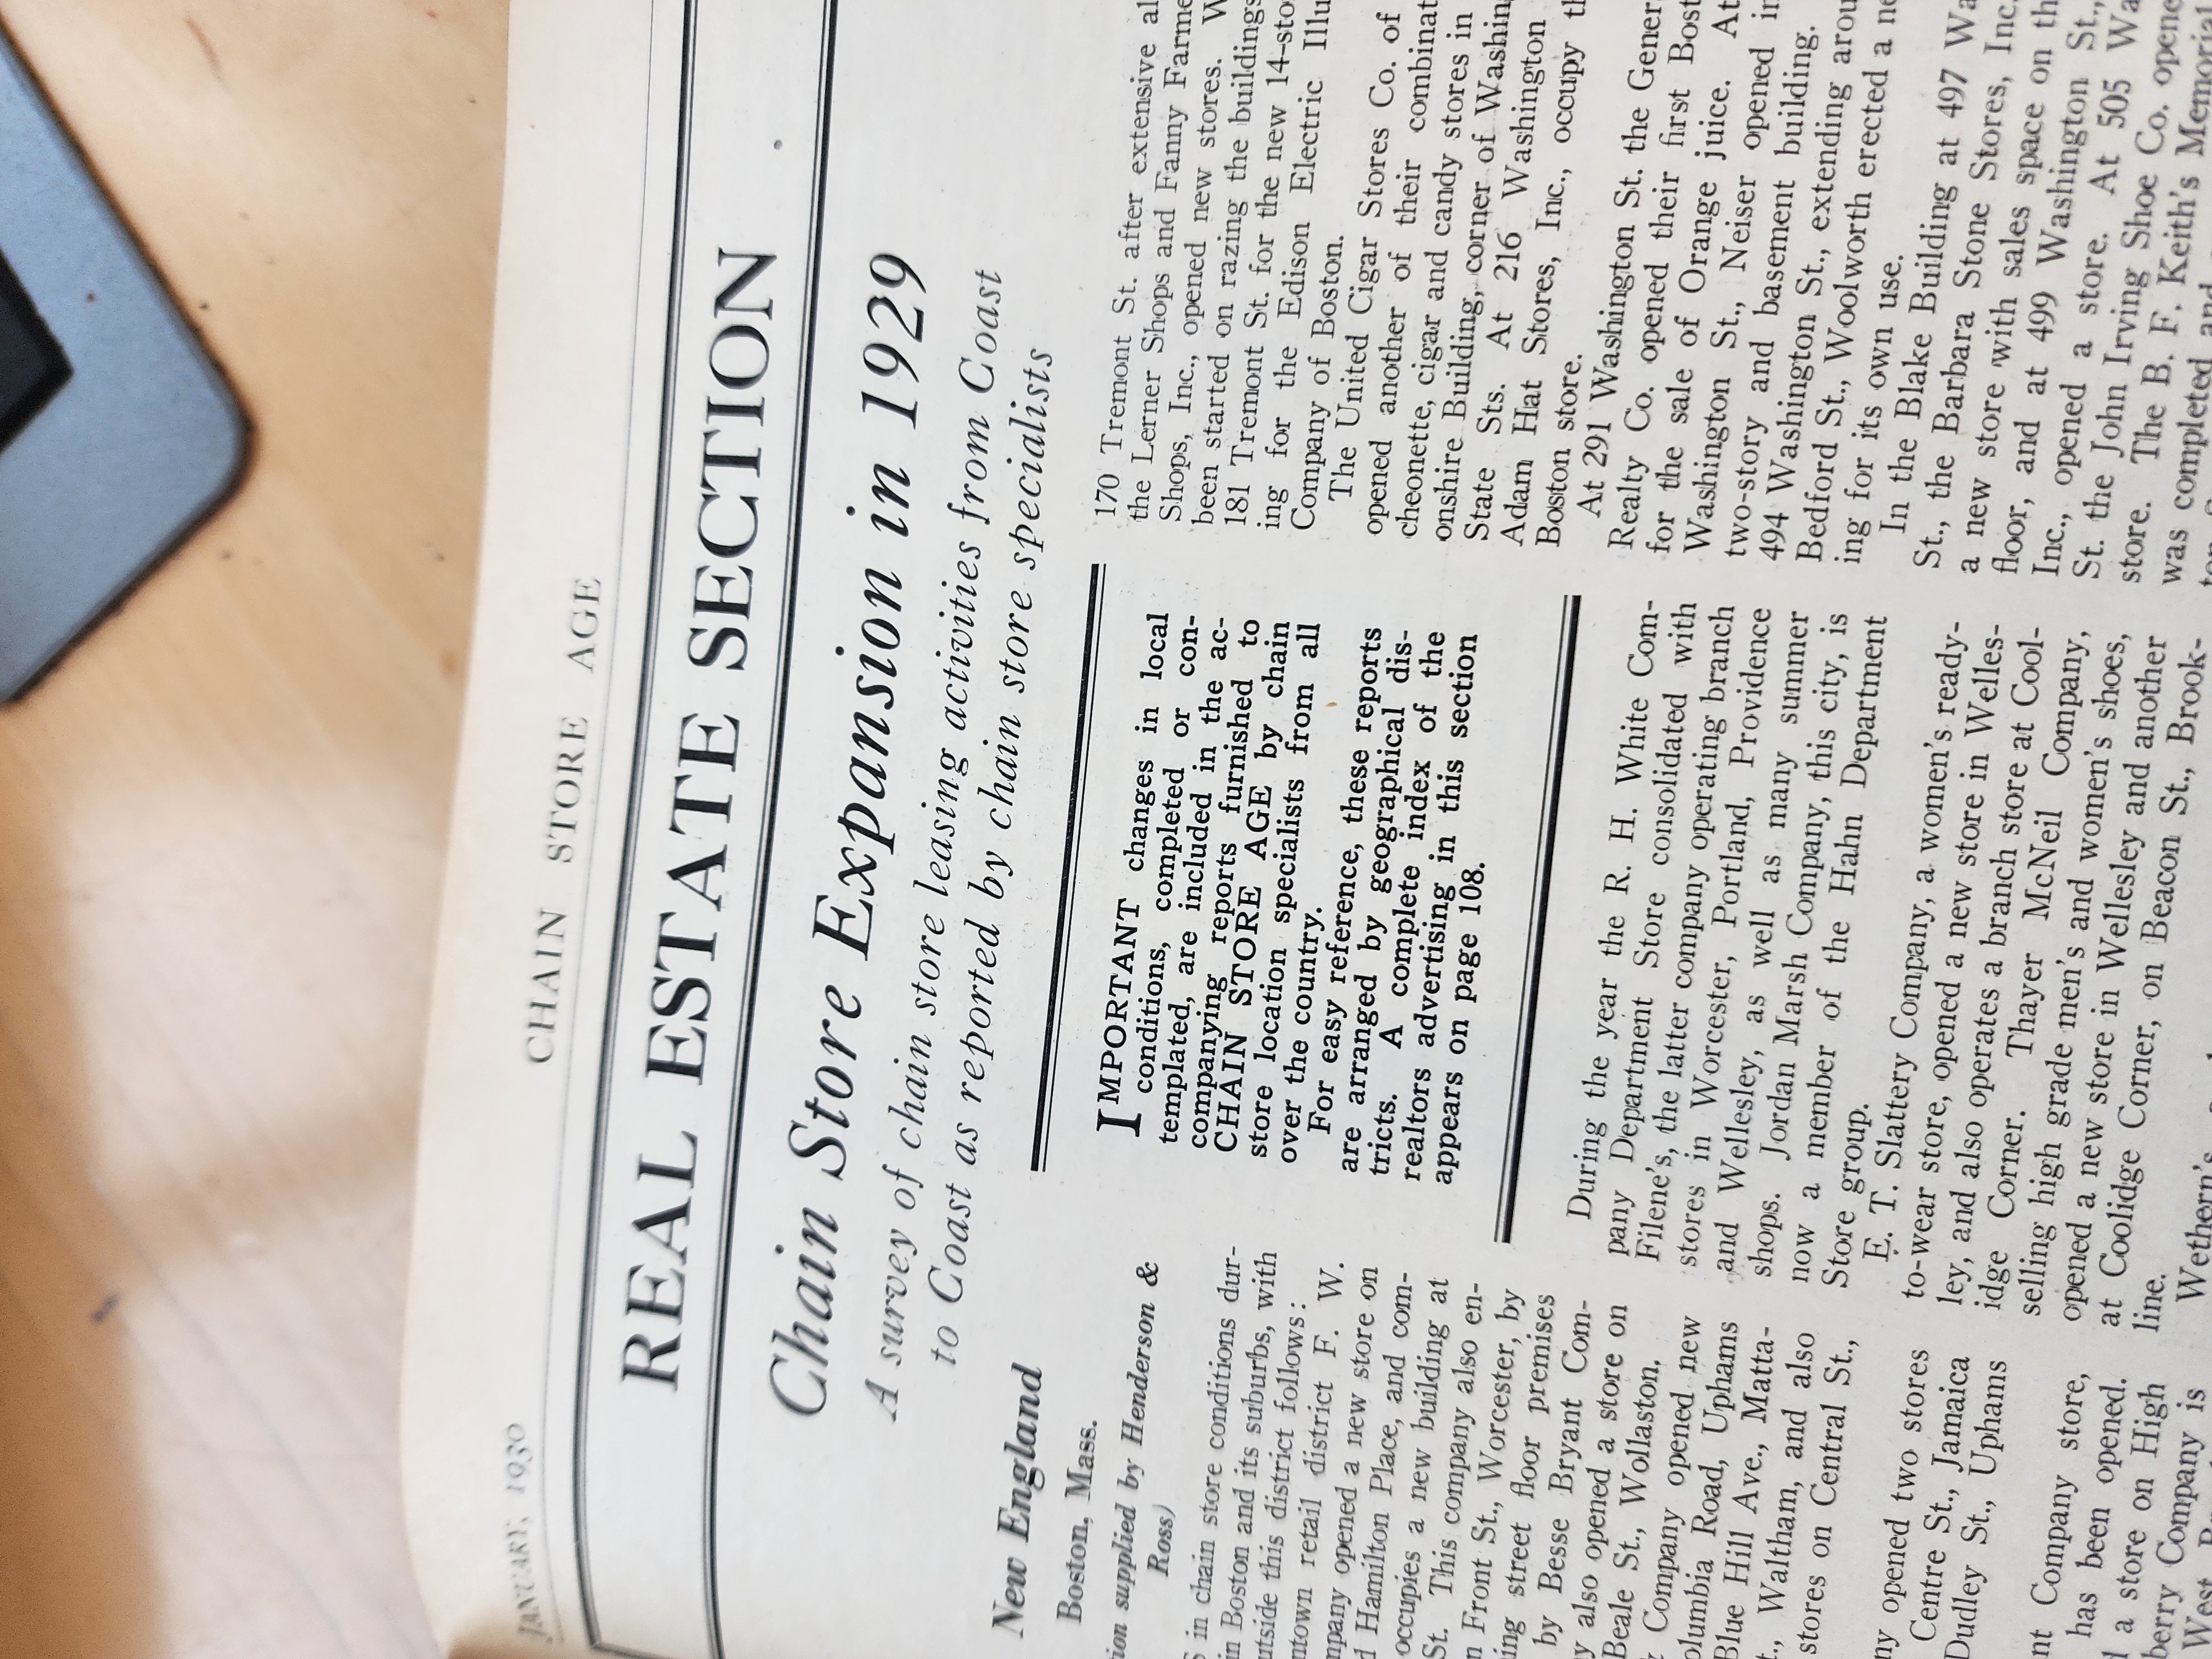 JANUARY, 1930
CHAIN STORE AGE
REAL ESTATE SECTION
Chain Store Expansion in 1929
A survey of chain store leasing activities from Coast
to Coast as reported by chain store specialists
New England
Boston, Mass.
supplied by Henderson &
Ross)
in chain store conditions dur-
in Boston and its suburbs, with
this district follows:
retail district F. W.
opened a new store on
Hamilton Place, and com-
occupies a new building at
St. This company also en-
Front St., Worcester, by
street floor premises
by Besse Bryant Com-
also opened a store on
Beale St., Wollaston,
Company opened new
Road, Uphams
Blue Hill Ave., Matta-
Waltham, and also
stores on Central St.,
opened two stores
Centre St., Jamaica
Dudley St., Uphams
Company store,
has been opened.
a store on High
Company is
West
IMPORTANT changes in local
conditions, completed or con-
templated, are included in the ac-
companying reports furnished to
CHAIN STORE AGE by chain
store location specialists from all
over the country.
For easy reference, these reports
are arranged by geographical dis-
tricts. A complete index of the
realtors advertising in this section
appears on page 108.
During the year the R. H. White Com-
pany Department Store consolidated with
Filene's, the latter company operating branch
stores in Worcester, Portland, Providence
and Wellesley, as well as many summer
shops. Jordan Marsh Company, this city, is
now a member of the Hahn Department
Store group.
E. T. Slattery Company, a women's ready-
to-wear store, opened a new store in Welles-
ley, and also operates a branch store at Cool-
idge Corner. Thayer McNeil Company,
selling high grade men's and women's shoes,
opened a new store in Wellesley and another
at Coolidge Corner, on Beacon St., Brook-
line.
Wethern's
170 Tremont St. after extensive
the Lerner Shops and Fanny Farme
Shops, Inc., opened new stores. W
been started on razing the buildings
181 Tremont St. for the new 14-sto
ing for the Edison Electric Illu
Company of Boston.
The United Cigar Stores Co. of
opened another of their combinat
cheonette, cigar and candy stores in
onshire Building, corner of Washin
State Sts. At 216 Washington
Adam Hat Stores, Inc., occupy
Boston store.
At 291 Washington St. the Gener
Realty Co. opened their first Bost
for the sale of Orange juice. At
Washington St., Neiser opened in
two-story and basement building.
494 Washington St., extending arou
Bedford St., Woolworth erected a ne
ing for its own use.
In the Blake Building at 497 Wa
St., the Barbara Stone Stores, Inc.
a new store with sales space on th
floor, and at 499 Washington St.,
Inc., opened a store. At 505 Wa
St. the John Irving Shoe Co. opene
store. The B. F. Keith's Memorial
was completed and